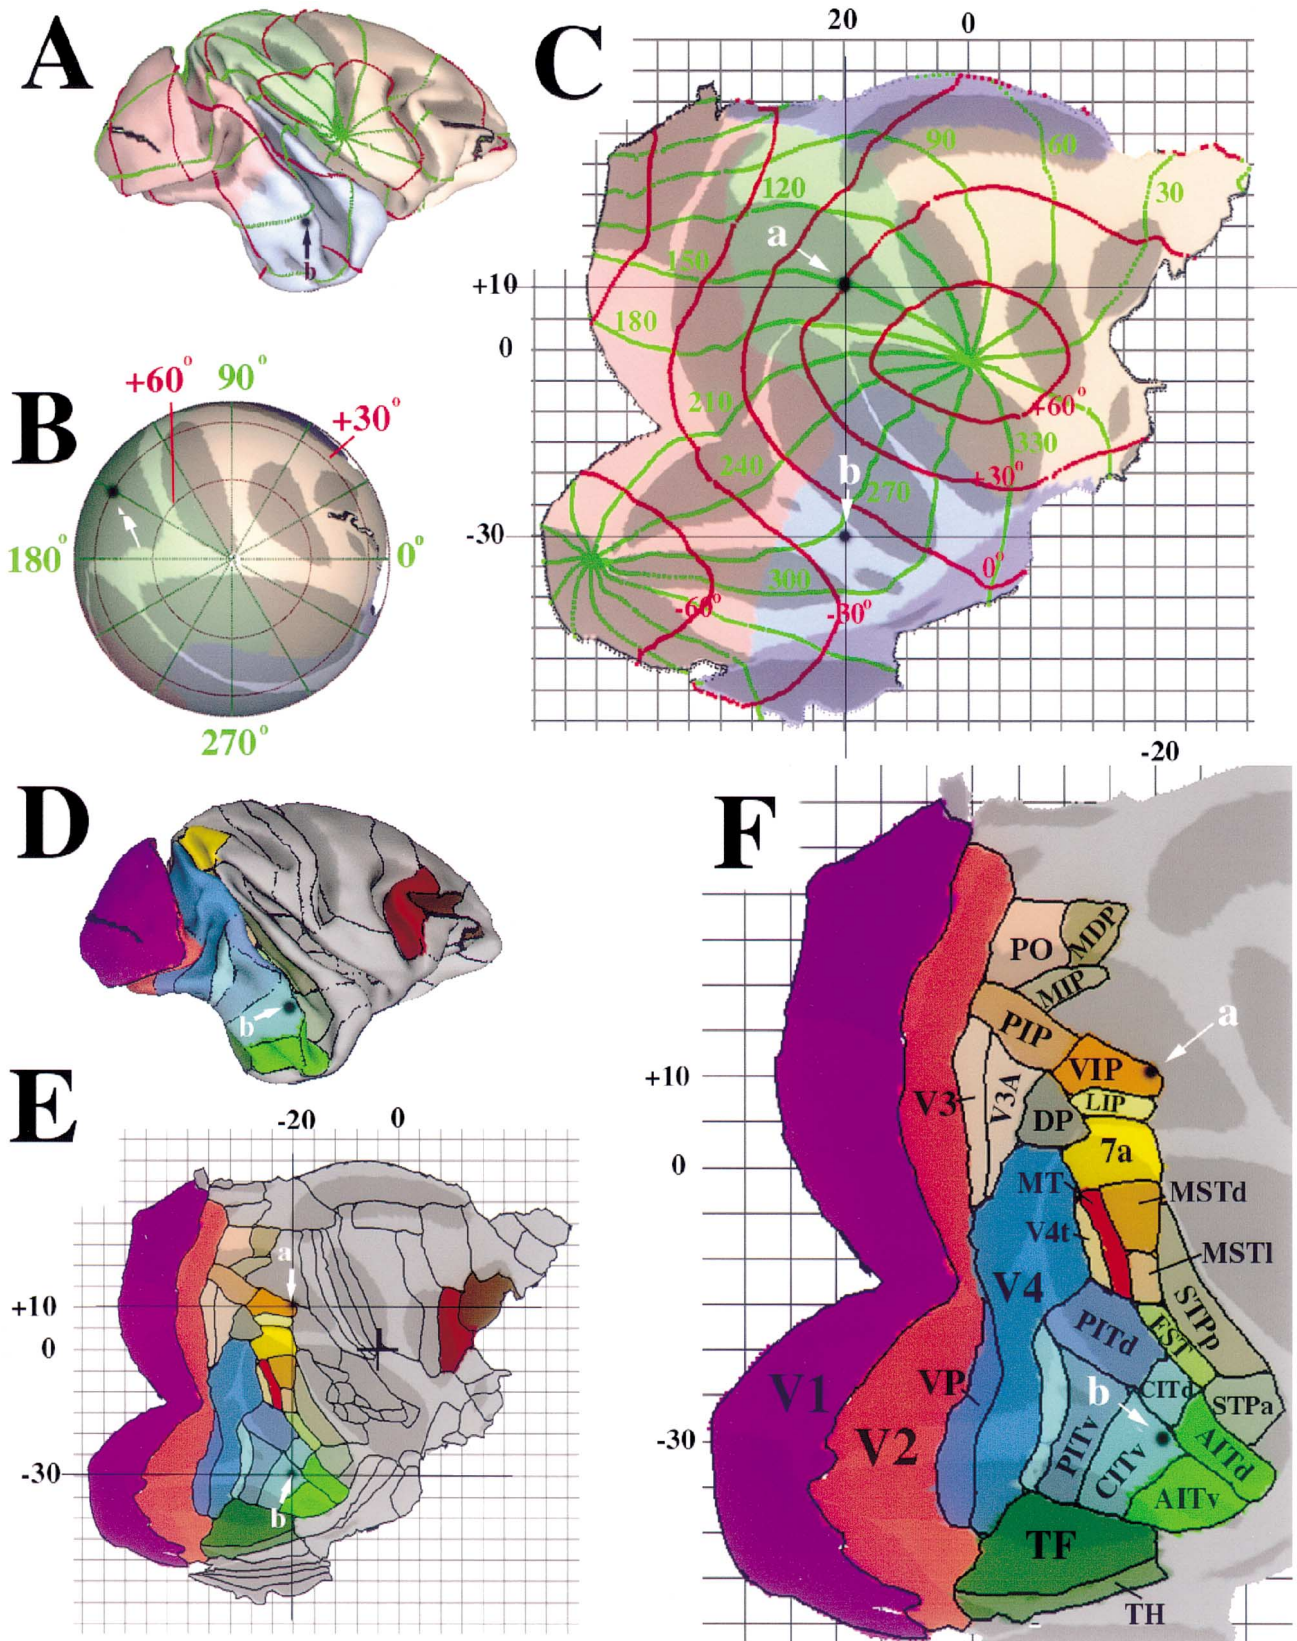 A
b
B
+60°
90°
+30°
180°
0°
270°
C
20
0
90
60
30
120
a
150
+10
180
0
210
+60°
330
240
+30°
b
270
-30
0°
300
-60°
-30°
D
b
E
-20
0
a
+10
0
-30
b
F
-20
PO
MDP
MIP
a
PIP
VIP
+10
LIP
V3
V3A
DP
7a
0
MT
MSTd
V4t
MSTl
V4
STPp
PITd
EST
VP
V1
b
CITd
STPa
V2
PITv
CITv
AITd
-30
AITv
TF
TH